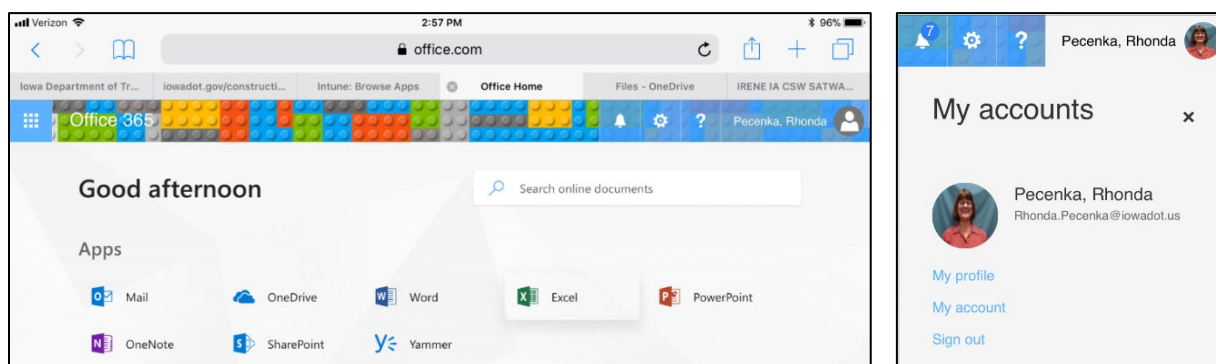 Verizon 2:57 PM 96%
office.com
Iowa Department of Tr... iowadot.gov/constructi... Intune: Browse Apps Office Home Files - OneDrive IRENE IA CSW SATWA...
Office 365 ? Pecenka, Rhonda
Good afternoon Search online documents
Apps
Mail OneDrive Word Excel PowerPoint
OneNote SharePoint Yammer
7 ? Pecenka, Rhonda
My accounts ×
Pecenka, Rhonda
Rhonda.Pecenka@iowadot.us
My profile
My account
Sign out